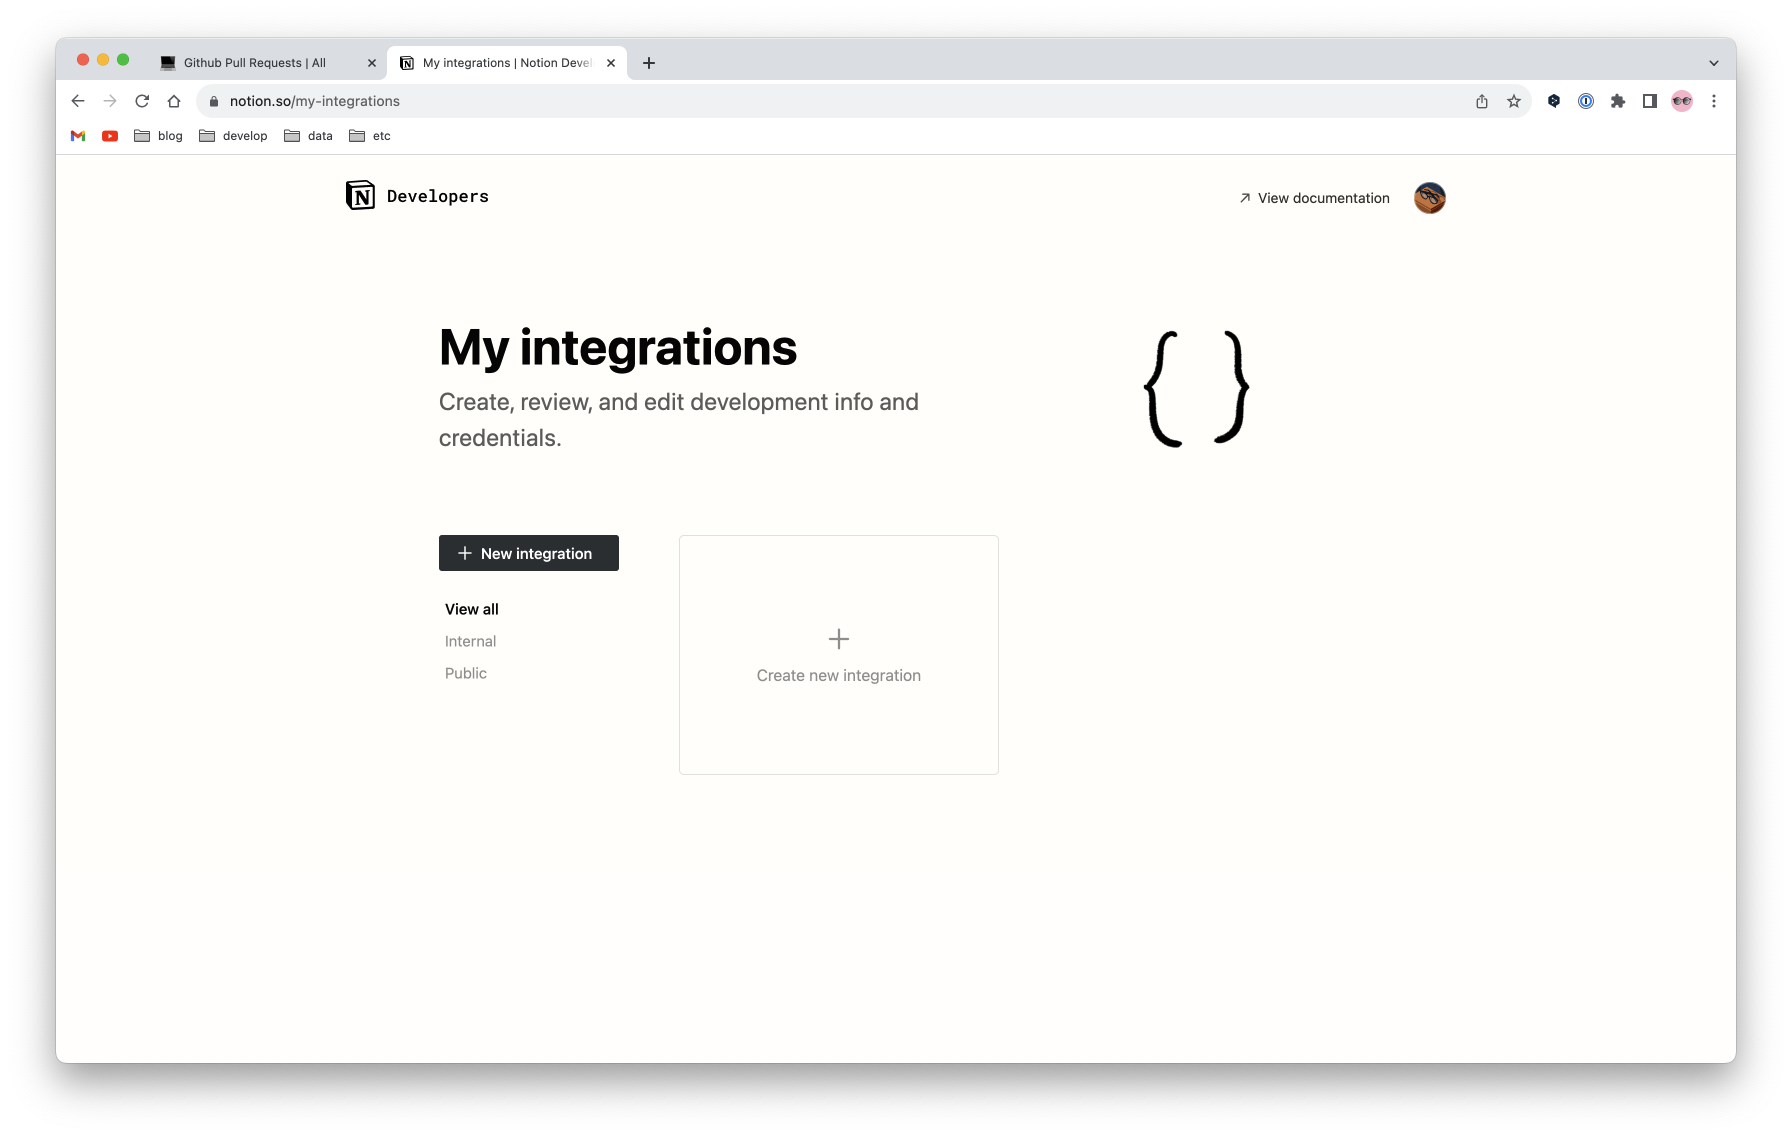 Github Pull Requests | All
My integrations | Notion Devel
notion.so/my-integrations
blog
develop
data
etc
Developers
View documentation
My integrations
Create, review, and edit development info and
credentials.
{ }
New integration
View all
Internal
Public
Create new integration